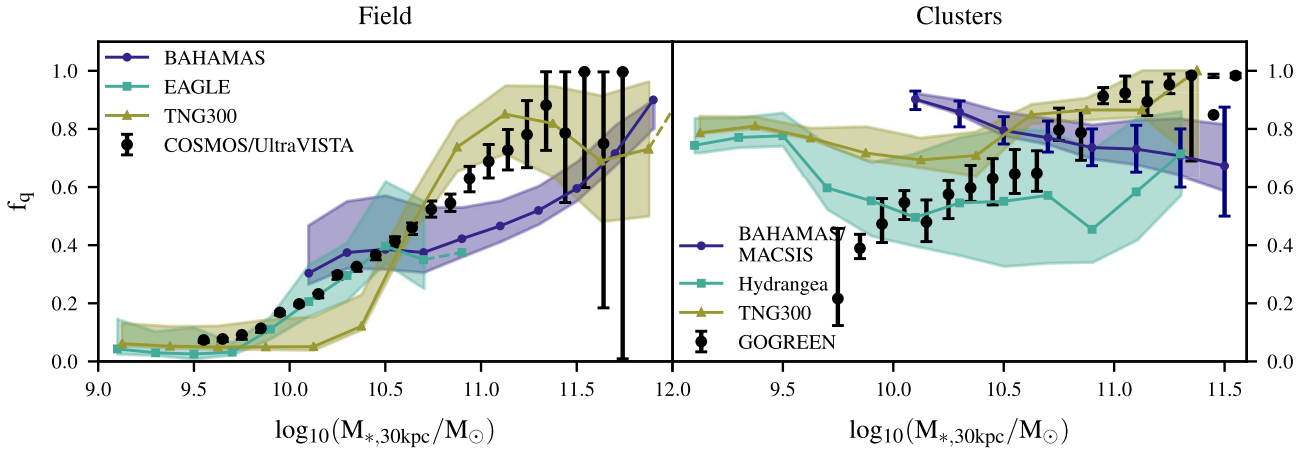 Field
Clusters
f_q
1.0
0.8
0.6
0.4
0.2
0.0
BAHAMAS
EAGLE
TNG300
COSMOS/UltraVISTA
9.0 9.5 10.0 10.5 11.0 11.5 12.0
log₁₀(M*,30kpc/M⊙)
BAHAMAS/
MACSIS
Hydrangea
TNG300
GOGREEN
1.0
0.8
0.6
0.4
0.2
0.0
9.5 10.0 10.5 11.0 11.5
log₁₀(M*,30kpc/M⊙)